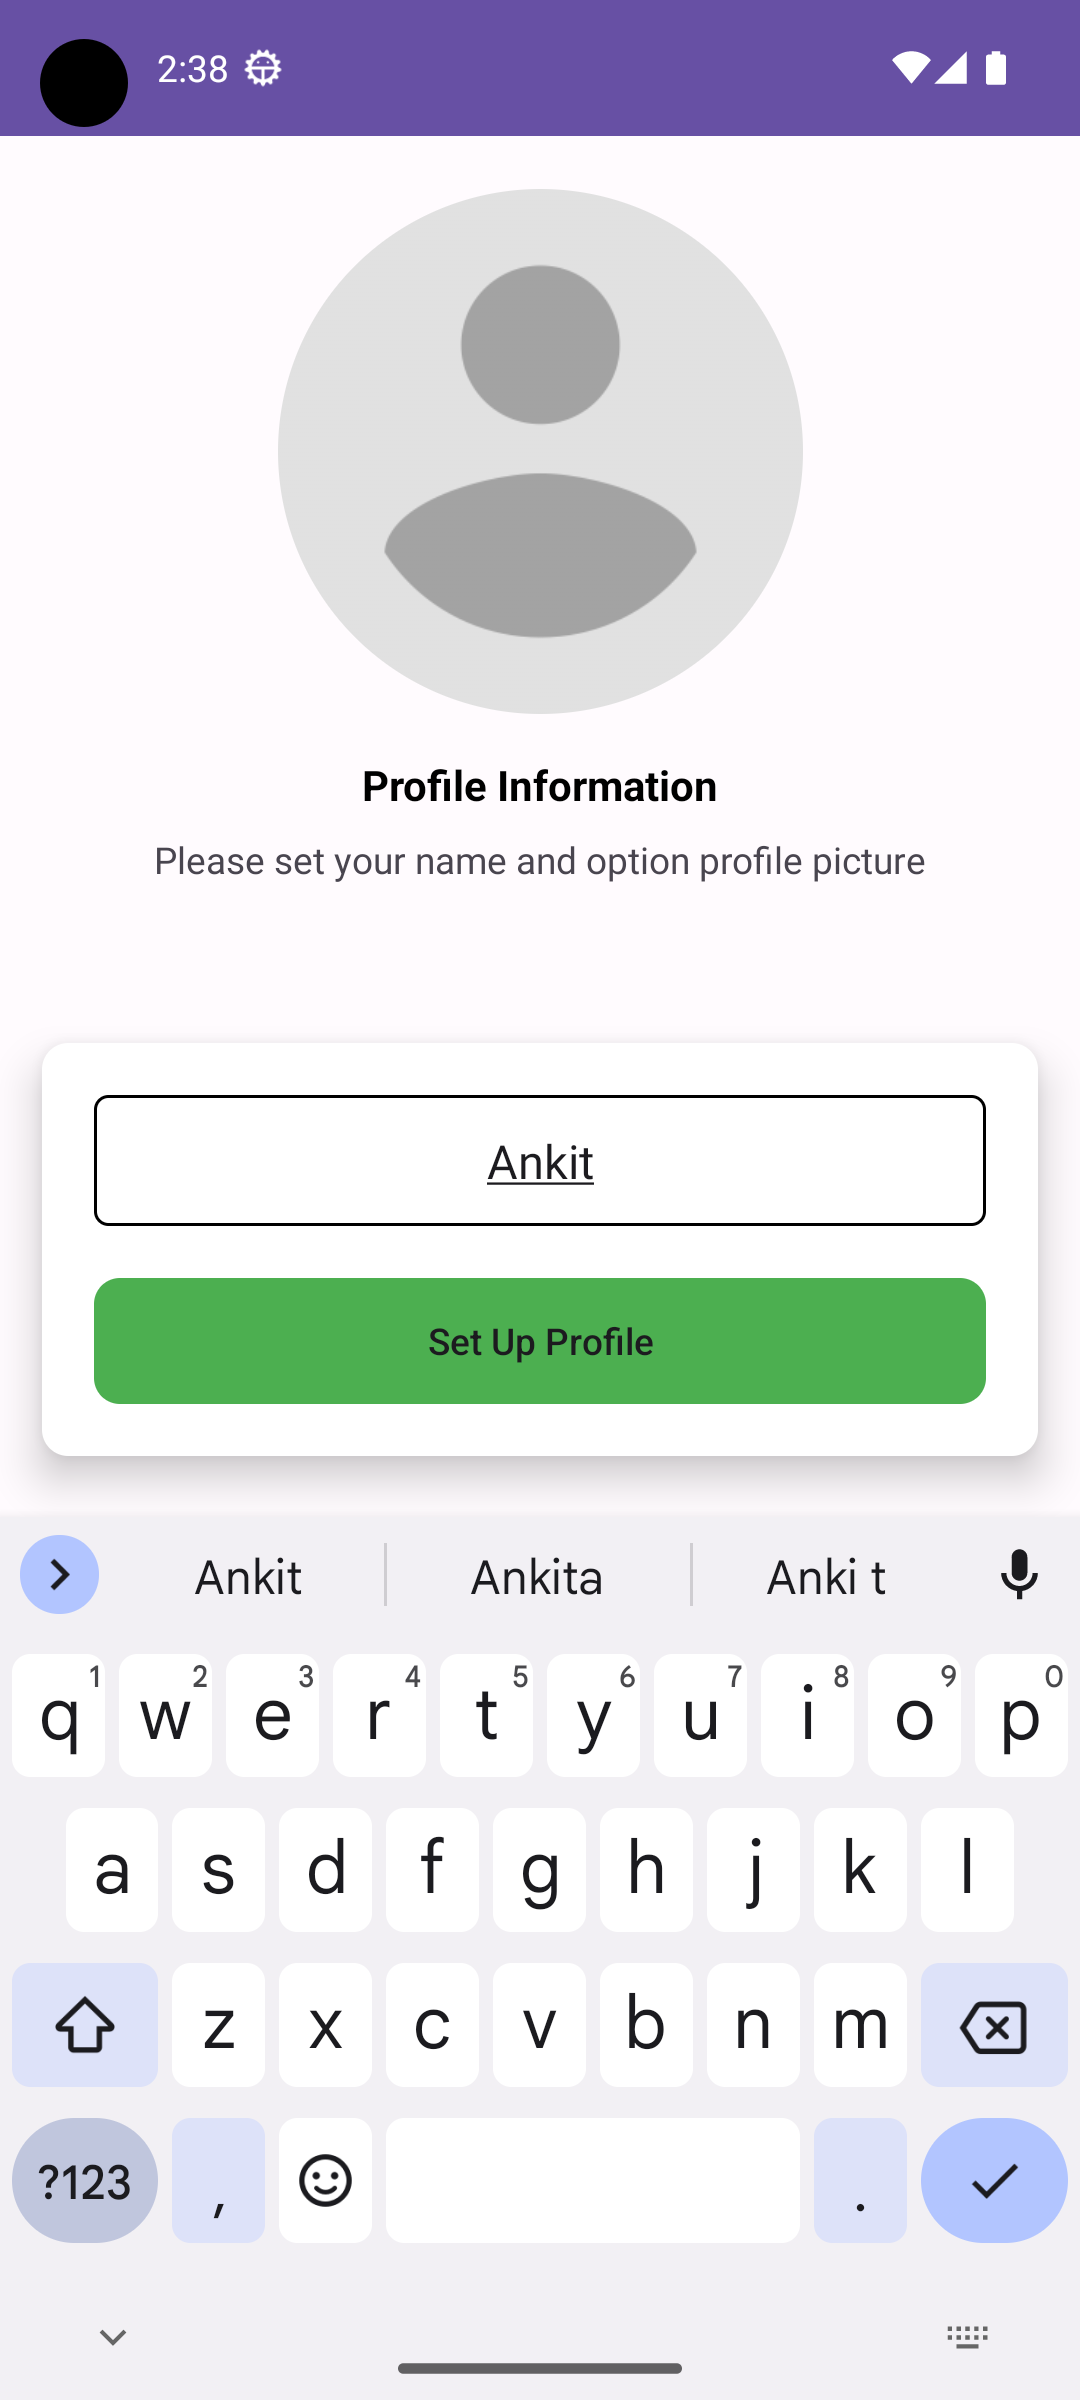 2:38
Profile Information
Please set your name and option profile picture
Ankit
Set Up Profile
Ankit Ankita Anki t
q 1 w 2 e 3 r 4 t 5 y 6 u 7 i 8 o 9 p 0
a s d f g h j k l
z x c v b n m
?123 , .